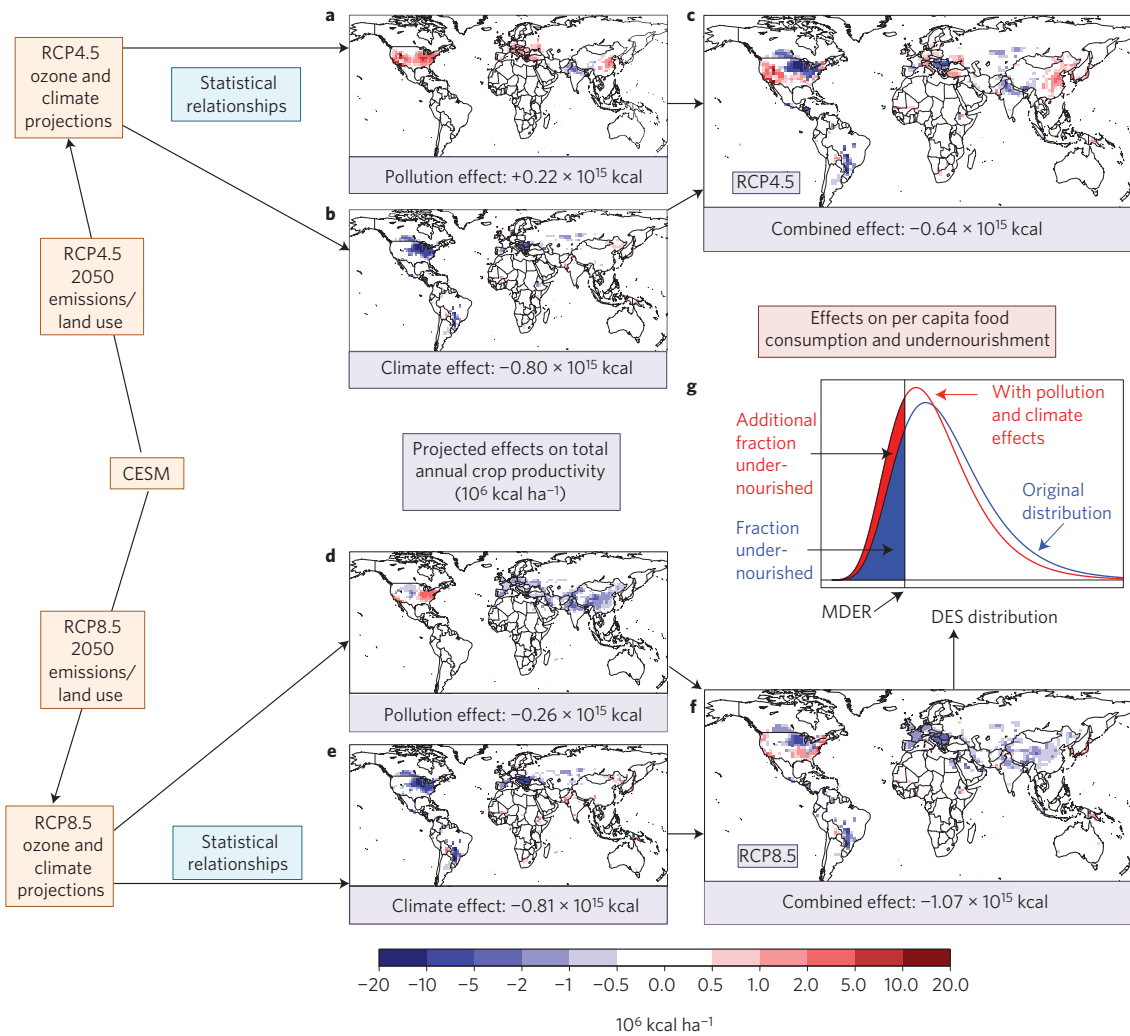 RCP4.5
ozone and
climate
projections
Statistical
relationships
a
Pollution effect: +0.22 × 10¹⁵ kcal
b
Climate effect: −0.80 × 10¹⁵ kcal
c
RCP4.5
Combined effect: −0.64 × 10¹⁵ kcal
RCP4.5
2050
emissions/
land use
CESM
RCP8.5
2050
emissions/
land use
RCP8.5
ozone and
climate
projections
Statistical
relationships
Projected effects on total
annual crop productivity
(10⁶ kcal ha⁻¹)
Effects on per capita food
consumption and undernourishment
g
Additional
fraction
under-
nourished
With pollution
and climate
effects
Original
distribution
Fraction
under-
nourished
MDER
DES distribution
d
Pollution effect: −0.26 × 10¹⁵ kcal
e
Climate effect: −0.81 × 10¹⁵ kcal
f
RCP8.5
Combined effect: −1.07 × 10¹⁵ kcal
−20 −10 −5 −2 −1 −0.5 0.0 0.5 1.0 2.0 5.0 10.0 20.0
10⁶ kcal ha⁻¹